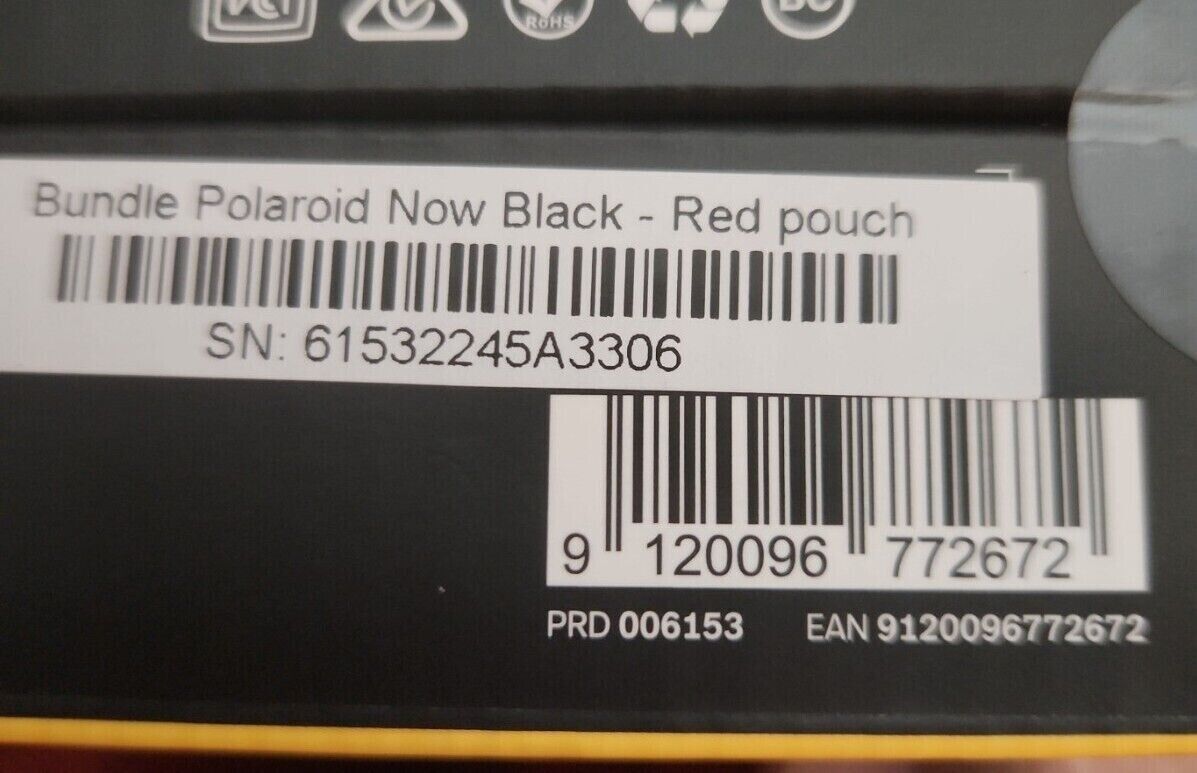 RoHS
Bundle Polaroid Now Black - Red pouch
SN: 61532245A3306
9 120096 772672
PRD 006153 EAN 9120096772672